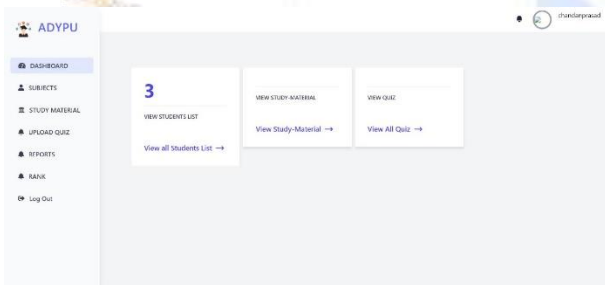 ADYPU
chandanprasad
DASHBOARD
SUBJECTS
STUDY MATERIAL
UPLOAD QUIZ
REPORTS
RANK
Log Out
3
VIEW STUDENTS LIST
View all Students List →
VIEW STUDY-MATERIAL
View Study-Material →
VIEW QUIZ
View All Quiz →